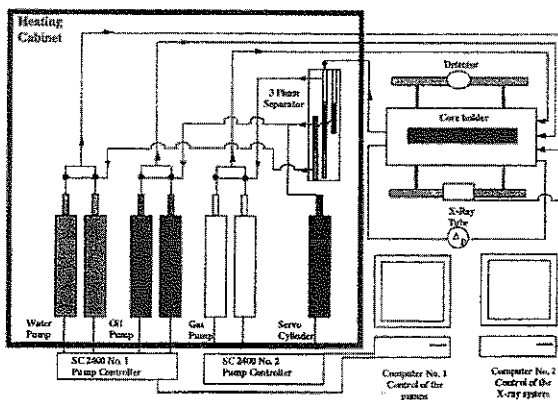 Heating
Cabinet
3 Phase
Separator
Detector
Core holder
X-Ray
Tube
Δ
P
Water
Pump
Oil
Pump
Gas
Pump
Servo
Cylinder
SC 2400 No. 1
Pump Controller
SC 2400 No. 2
Pump Controller
Computer No. 1
Control of the
pumps
Computer No. 2
Control of the
X-ray system